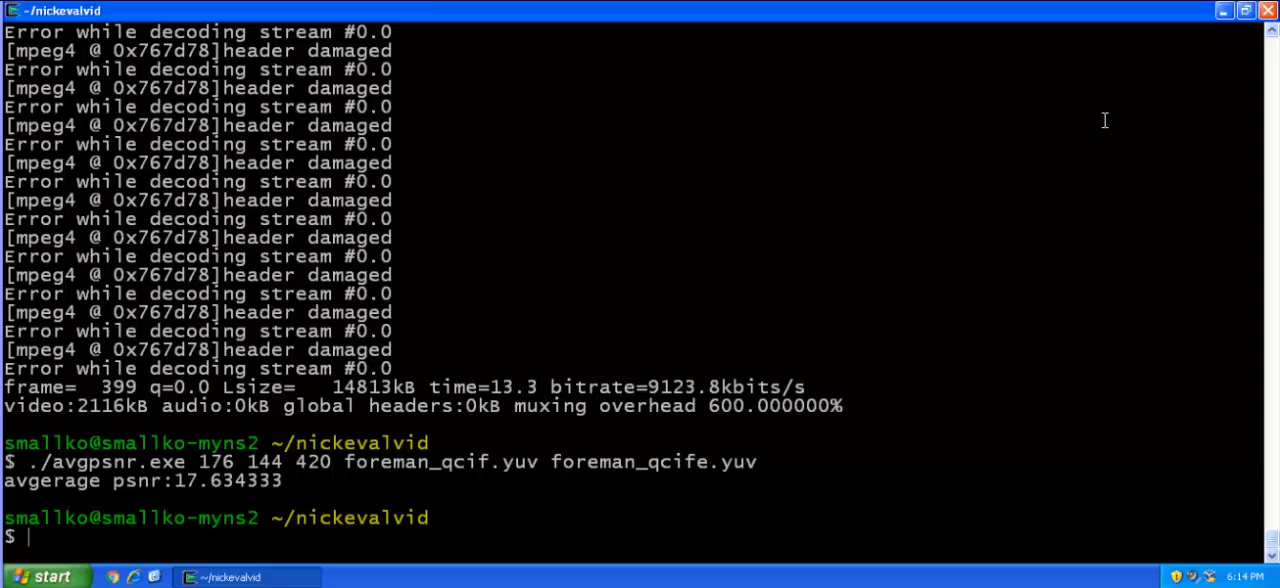 ~/nickevalvid
Error while decoding stream #0.0
[mpeg4 @ 0x767d78]header damaged
Error while decoding stream #0.0
[mpeg4 @ 0x767d78]header damaged
Error while decoding stream #0.0
[mpeg4 @ 0x767d78]header damaged
Error while decoding stream #0.0
[mpeg4 @ 0x767d78]header damaged
Error while decoding stream #0.0
[mpeg4 @ 0x767d78]header damaged
Error while decoding stream #0.0
[mpeg4 @ 0x767d78]header damaged
Error while decoding stream #0.0
[mpeg4 @ 0x767d78]header damaged
Error while decoding stream #0.0
[mpeg4 @ 0x767d78]header damaged
Error while decoding stream #0.0
[mpeg4 @ 0x767d78]header damaged
Error while decoding stream #0.0
frame=  399 q=0.0 Lsize=   14813kB time=13.3 bitrate=9123.8kbits/s
video:2116kB audio:0kB global headers:0kB muxing overhead 600.000000%
smallko@smallko-myns2 ~/nickevalvid
$ ./avgpsnr.exe 176 144 420 foreman_qcif.yuv foreman_qcife.yuv
avgerage psnr:17.634333
smallko@smallko-myns2 ~/nickevalvid
$
start
~/nickevalvid
6:14 PM